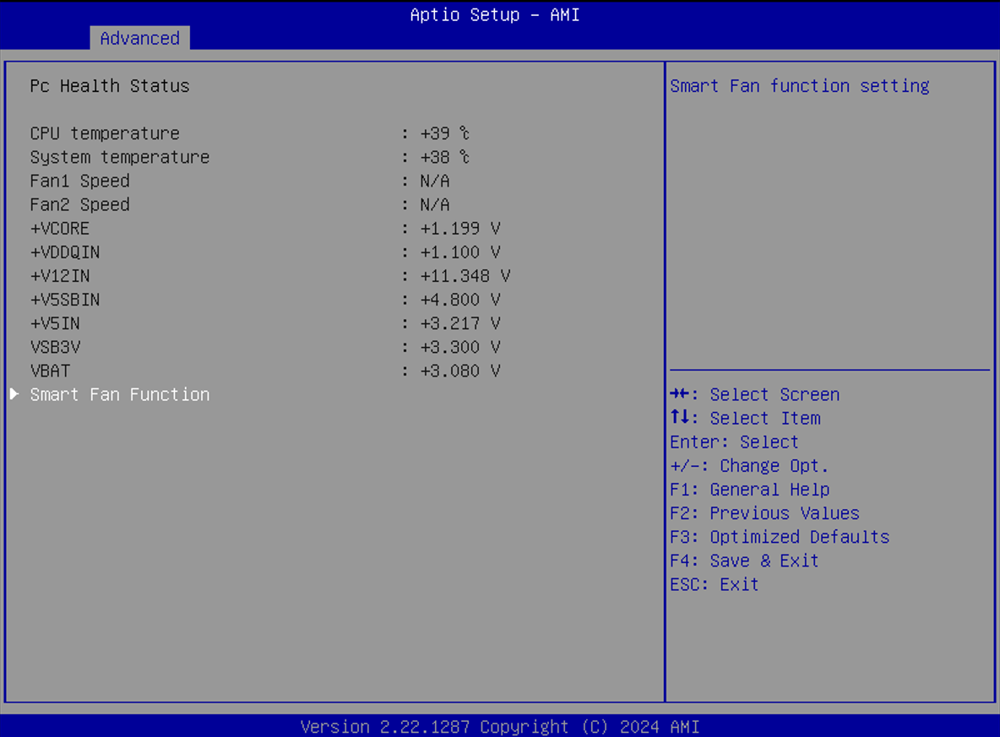 Aptio Setup – AMI
Advanced
Pc Health Status
CPU temperature : +39 ℃
System temperature : +38 ℃
Fan1 Speed : N/A
Fan2 Speed : N/A
+VCORE : +1.199 V
+VDDQIN : +1.100 V
+V12IN : +11.348 V
+V5SBIN : +4.800 V
+V5IN : +3.217 V
VSB3V : +3.300 V
VBAT : +3.080 V
Smart Fan Function
Smart Fan function setting
→←: Select Screen
↑↓: Select Item
Enter: Select
+/-: Change Opt.
F1: General Help
F2: Previous Values
F3: Optimized Defaults
F4: Save & Exit
ESC: Exit
Version 2.22.1287 Copyright (C) 2024 AMI